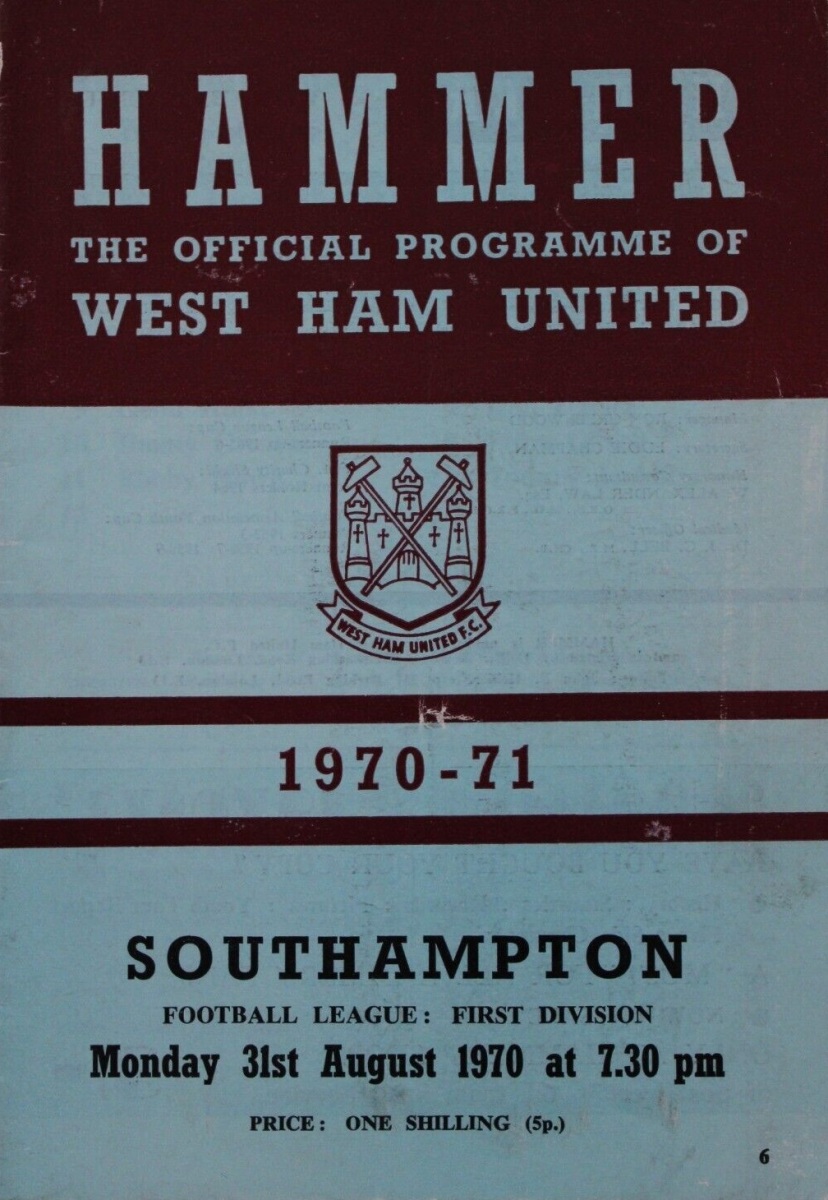 HAMMER
THE OFFICIAL PROGRAMME OF
WEST HAM UNITED
WEST HAM UNITED F.C.
1970-71
SOUTHAMPTON
FOOTBALL LEAGUE: FIRST DIVISION
Monday 31st August 1970 at 7.30 pm
PRICE: ONE SHILLING (5p.)
6